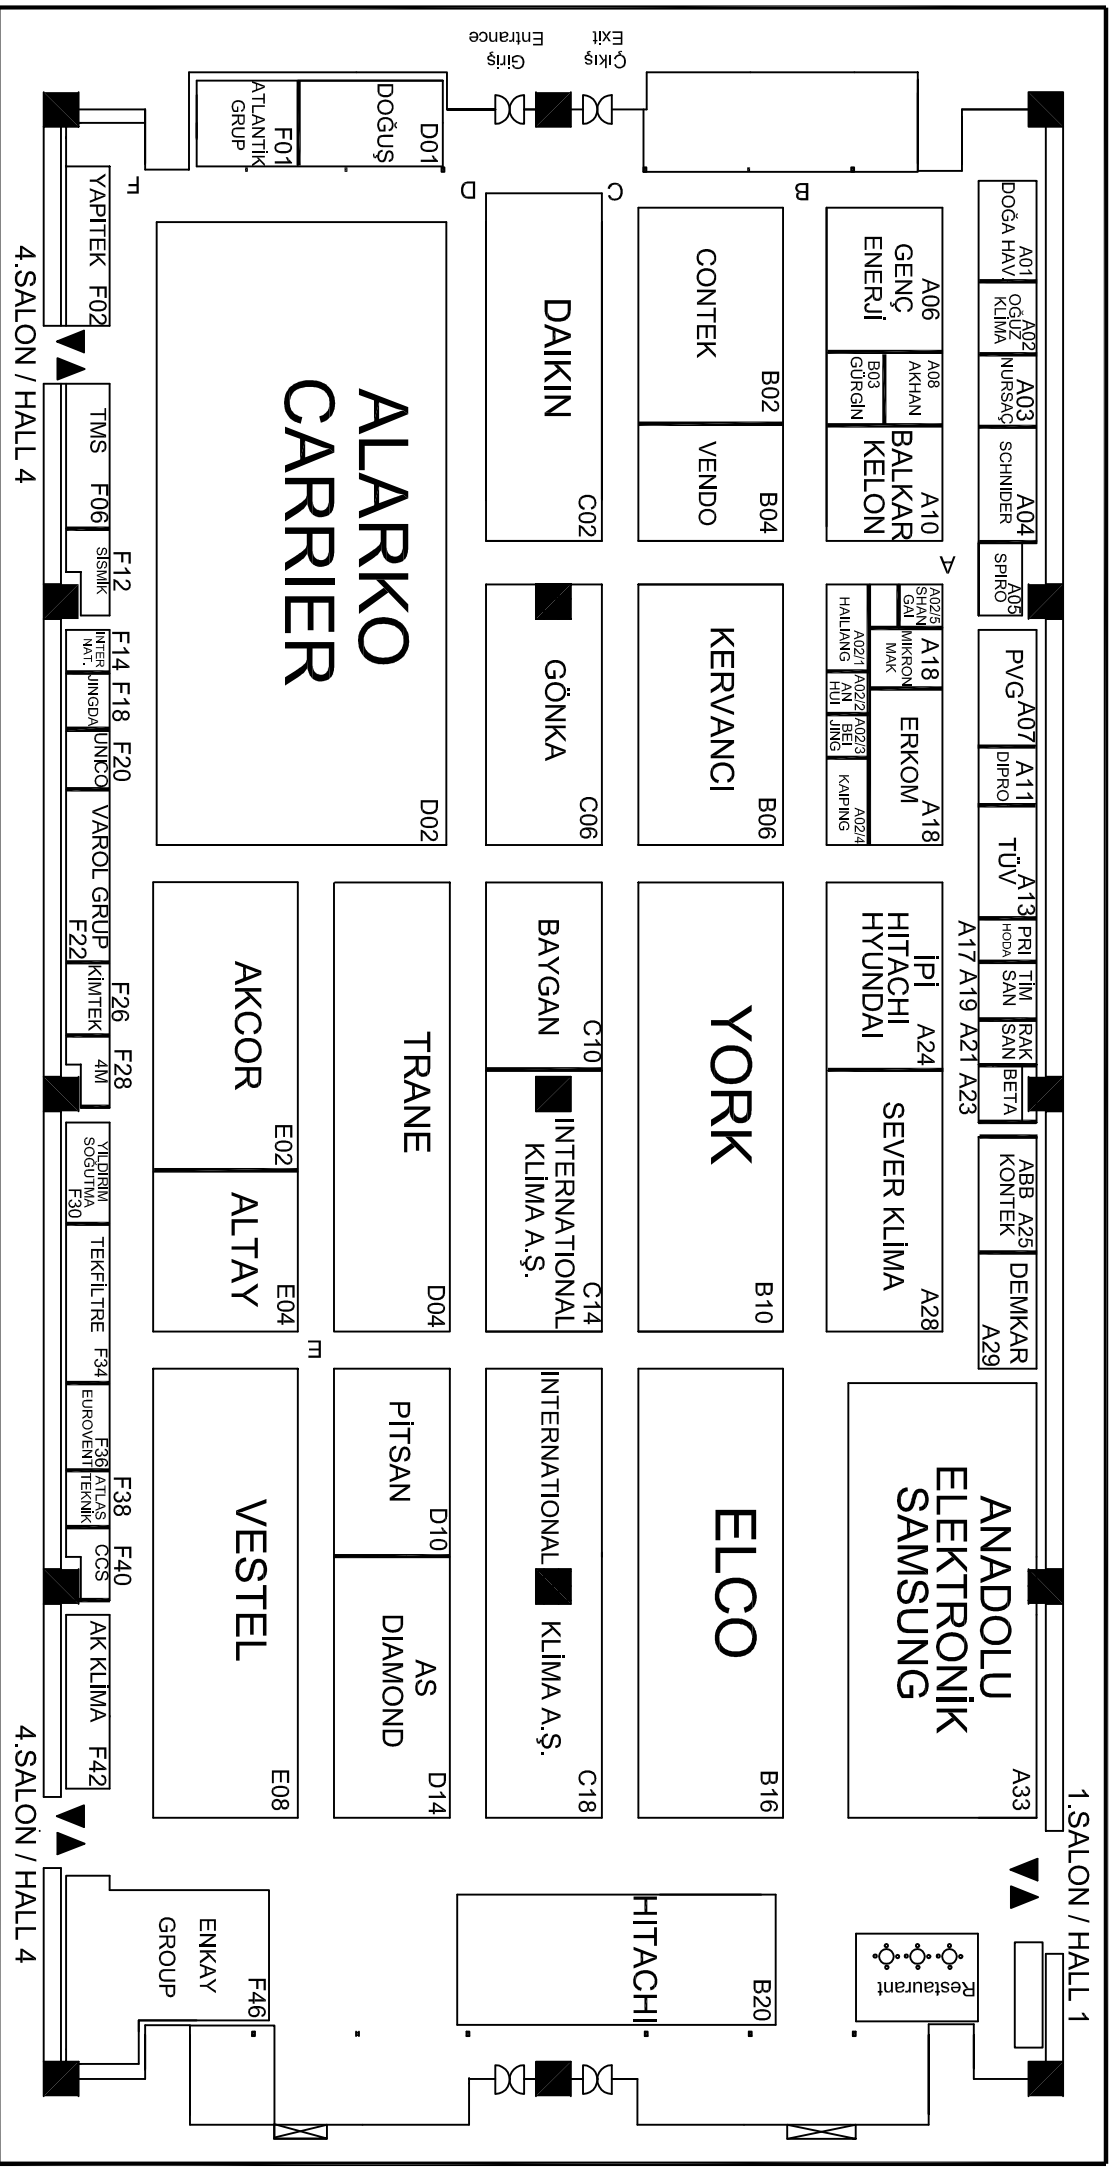 1.SALON / HALL 1
Giriş
Entrance
Çıkış
Exit
A01
DOĞA HAV.
A02
OĞUZ
KLİMA
A03
NURSAÇ
A04
SCHNIDER
A05
SPIRO
A07
PVG
A11
DIPRO
A13
TÜV
PRI
HODA
A17
TİM
SAN
A19
RAK
SAN
A21
BETA
A23
ABB A25
KONTEK
DEMKAR
A29
A33
ANADOLU
ELEKTRONİK
SAMSUNG
A
A06
GENÇ
ENERJİ
A08
AKHAN
B03
GÜRGİN
A10
BALKAR
KELON
A02/5
SHAN
GAI
A18
MIKRON
MAK
A18
ERKOM
A02/1
HAILIANG
A02/2
AN
HUI
A02/3
BEI
JING
A02/4
KAIPING
A24
İPİ
HITACHI
HYUNDAI
A28
SEVER KLİMA
Restaurant
B
B02
CONTEK
B04
VENDO
B06
KERVANCI
B10
YORK
B16
ELCO
B20
HITACHI
C
C02
DAIKIN
C06
GÖNKA
C10
BAYGAN
C14
INTERNATIONAL
KLİMA A.Ş.
C18
INTERNATIONAL KLİMA A.Ş.
D
D01
DOĞUŞ
D02
ALARKO
CARRIER
D04
TRANE
D10
PİTSAN
D14
AS
DIAMOND
E
E02
AKCOR
E04
ALTAY
E08
VESTEL
F01
ATLANTİK
GRUP
F
YAPITEK F02
TMS F06
F12
SİSMİK
F14
INTER
NAT.
F18
JINGDA
F20
UNICO
VAROL GRUP
F22
F26
KİMTEK
F28
4M
YILDIRIM
SOĞUTMA
F30
TEKFİLTRE F34
F36
EUROVENT
F38
ATLAS
TEKNİK
F40
CCS
AK KLİMA F42
F46
ENKAY
GROUP
4.SALON / HALL 4
4.SALON / HALL 4